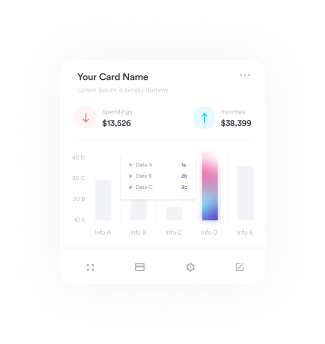 Your Card Name
Lorem ipsum is simply dummy
Spendings
$13,526
Incomes
$38,399
40 D
30 C
20 B
10 A
Data A 1a
Data B 2b
Data C 3c
Info A Info B Info C Info D Info E